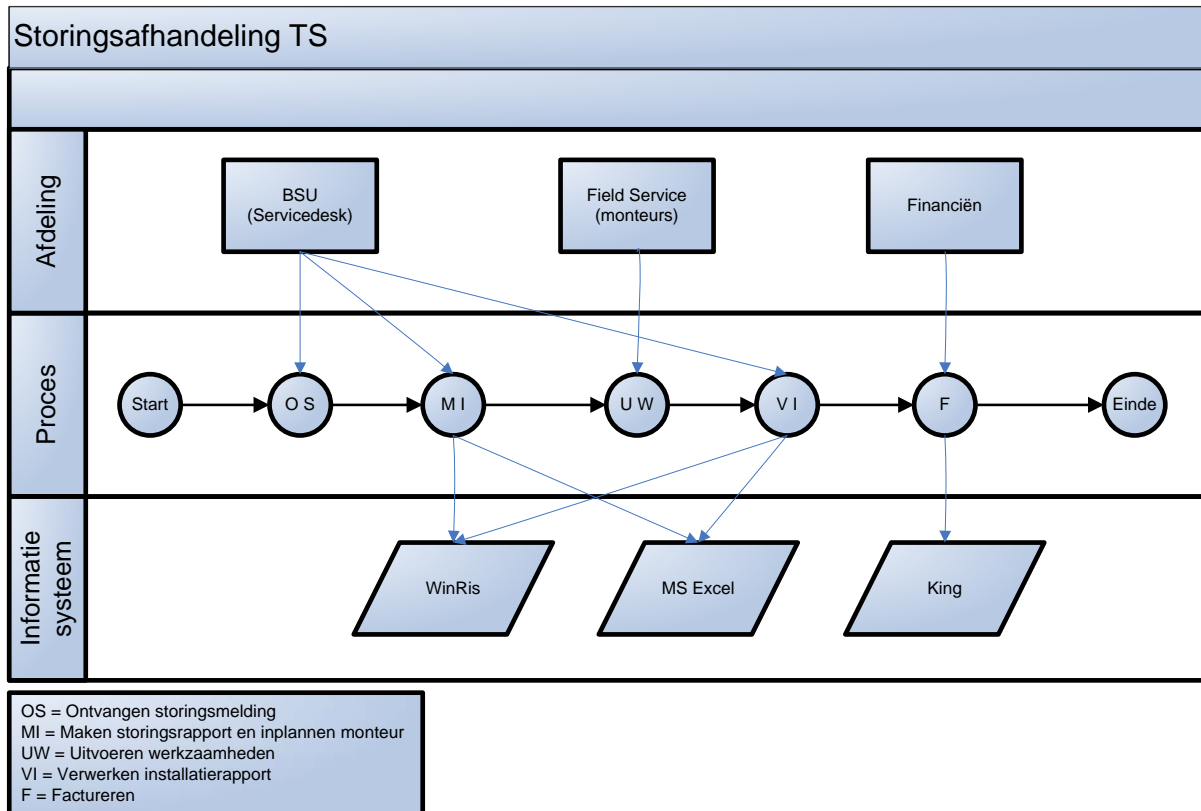 Storingsafhandeling TS
Afdeling
BSU
(Servicedesk)
Field Service
(monteurs)
Financiën
Proces
Start
O S
M I
U W
V I
F
Einde
Informatie
systeem
WinRis
MS Excel
King
OS = Ontvangen storingsmelding
MI = Maken storingsrapport en inplannen monteur
UW = Uitvoeren werkzaamheden
VI = Verwerken installatierapport
F = Factureren